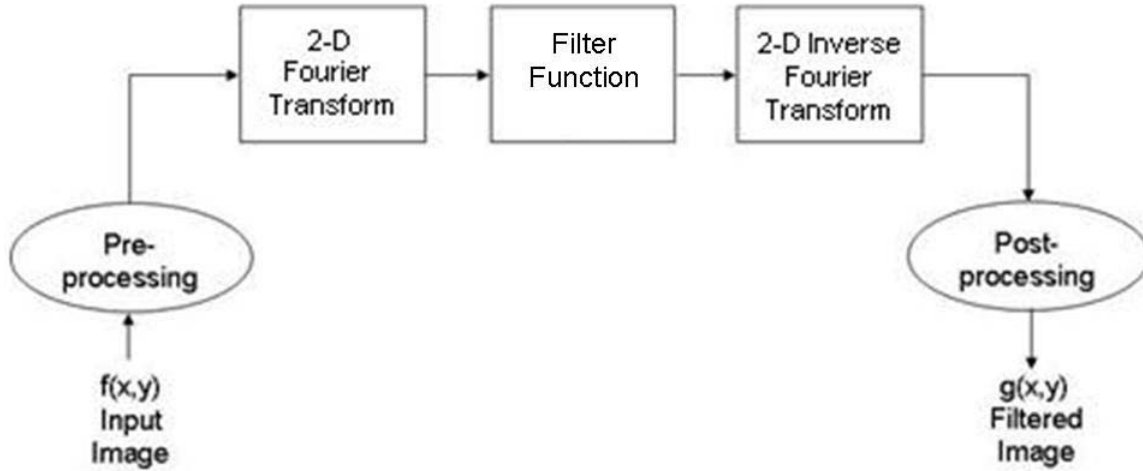 2-D
Fourier
Transform
Filter
Function
2-D Inverse
Fourier
Transform
Pre-
processing
Post-
processing
f(x,y)
Input
Image
g(x,y)
Filtered
Image